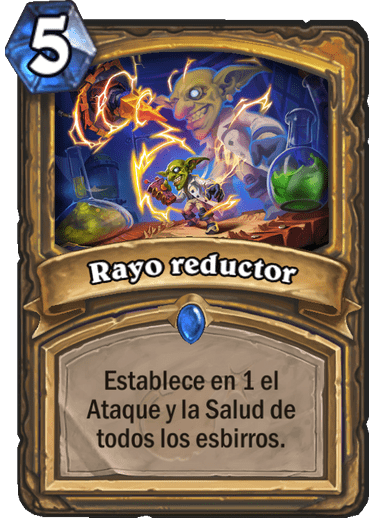 5
Rayo reductor
Establece en 1 el
Ataque y la Salud de
todos los esbirros.